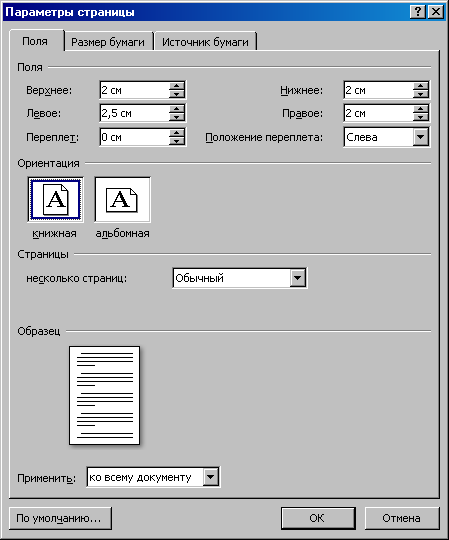 Параметры страницы
Поля Размер бумаги Источник бумаги
Поля
Верхнее: 2 см Нижнее: 2 см
Левое: 2,5 см Правое: 2 см
Переплет: 0 см Положение переплета: Слева
Ориентация
A A
книжная альбомная
Страницы
несколько страниц: Обычный
Образец
Применить: ко всему документу
По умолчанию... ОК Отмена